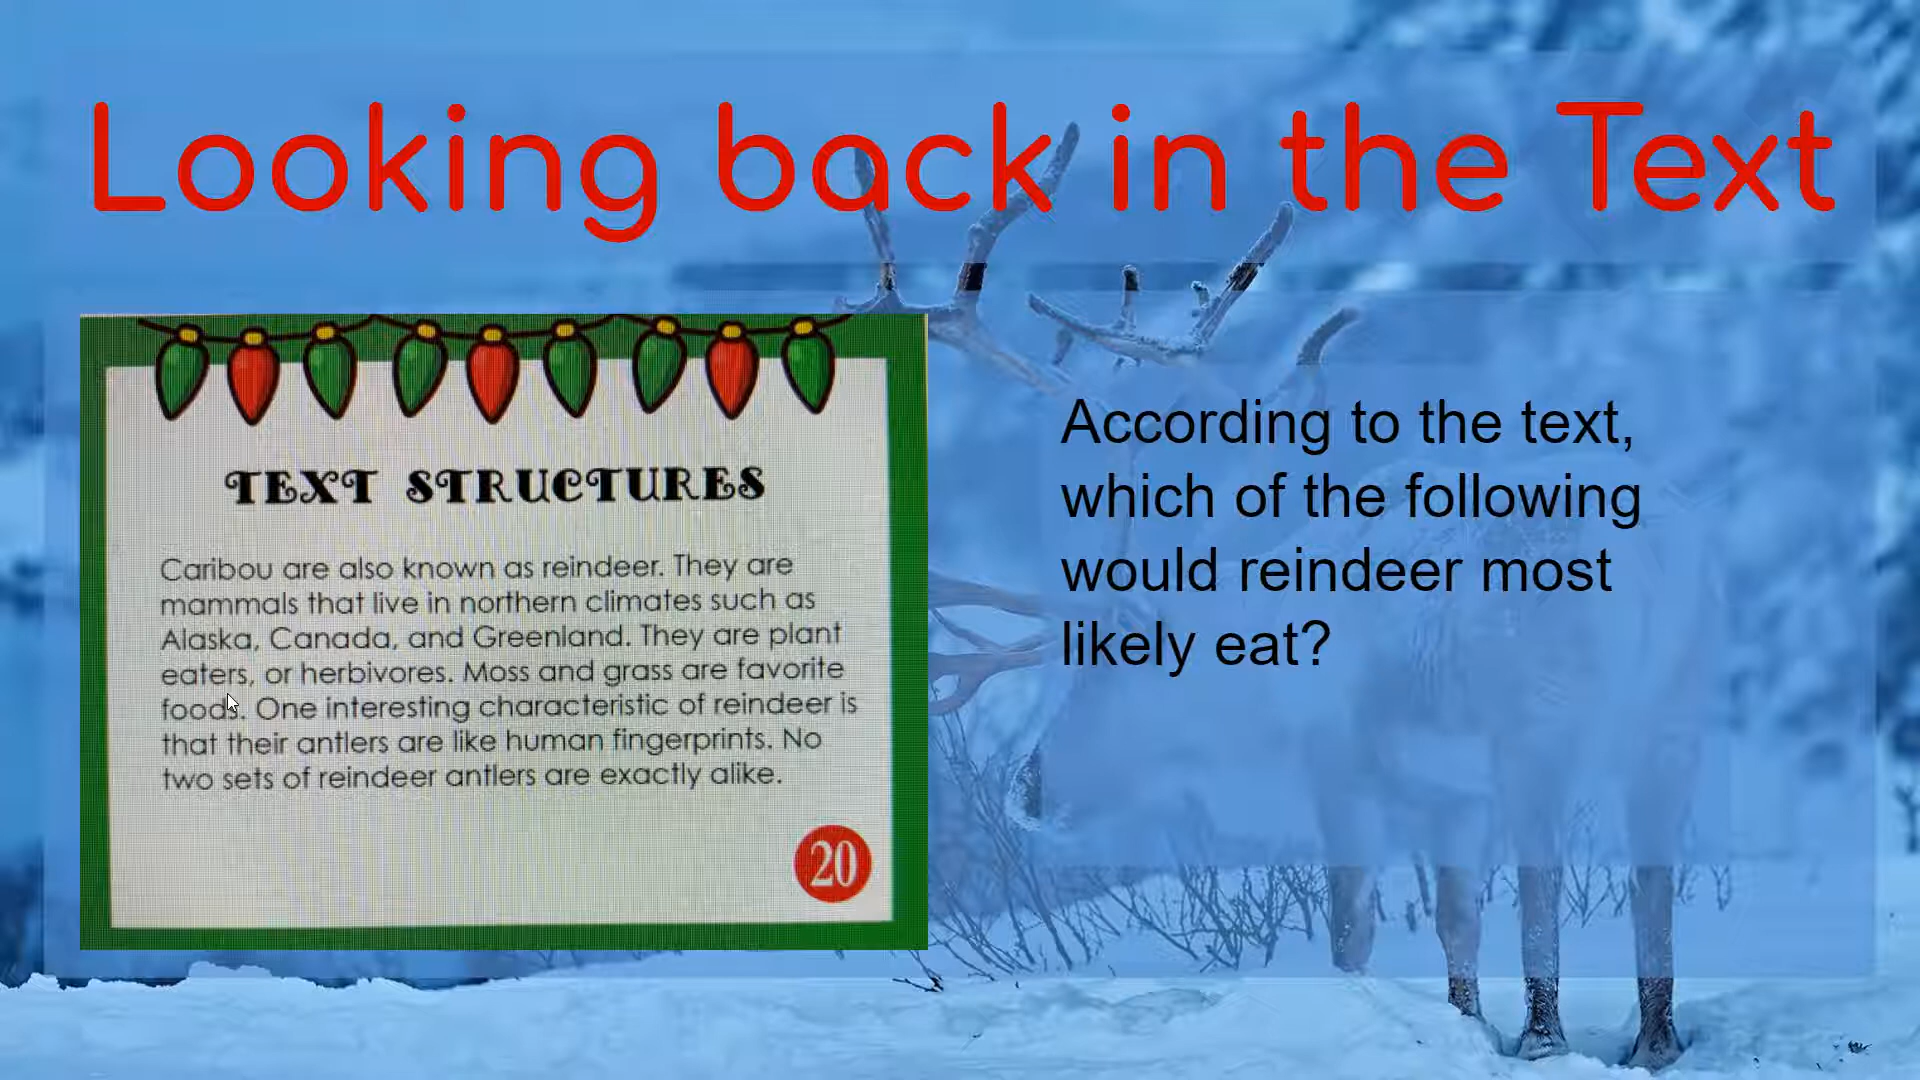 Looking back in the Text
TEXT STRUCTURES
Caribou are also known as reindeer. They are
mammals that live in northern climates such as
Alaska, Canada, and Greenland. They are plant
eaters, or herbivores. Moss and grass are favorite
foods. One interesting characteristic of reindeer is
that their antlers are like human fingerprints. No
two sets of reindeer antlers are exactly alike.
20
According to the text,
which of the following
would reindeer most
likely eat?